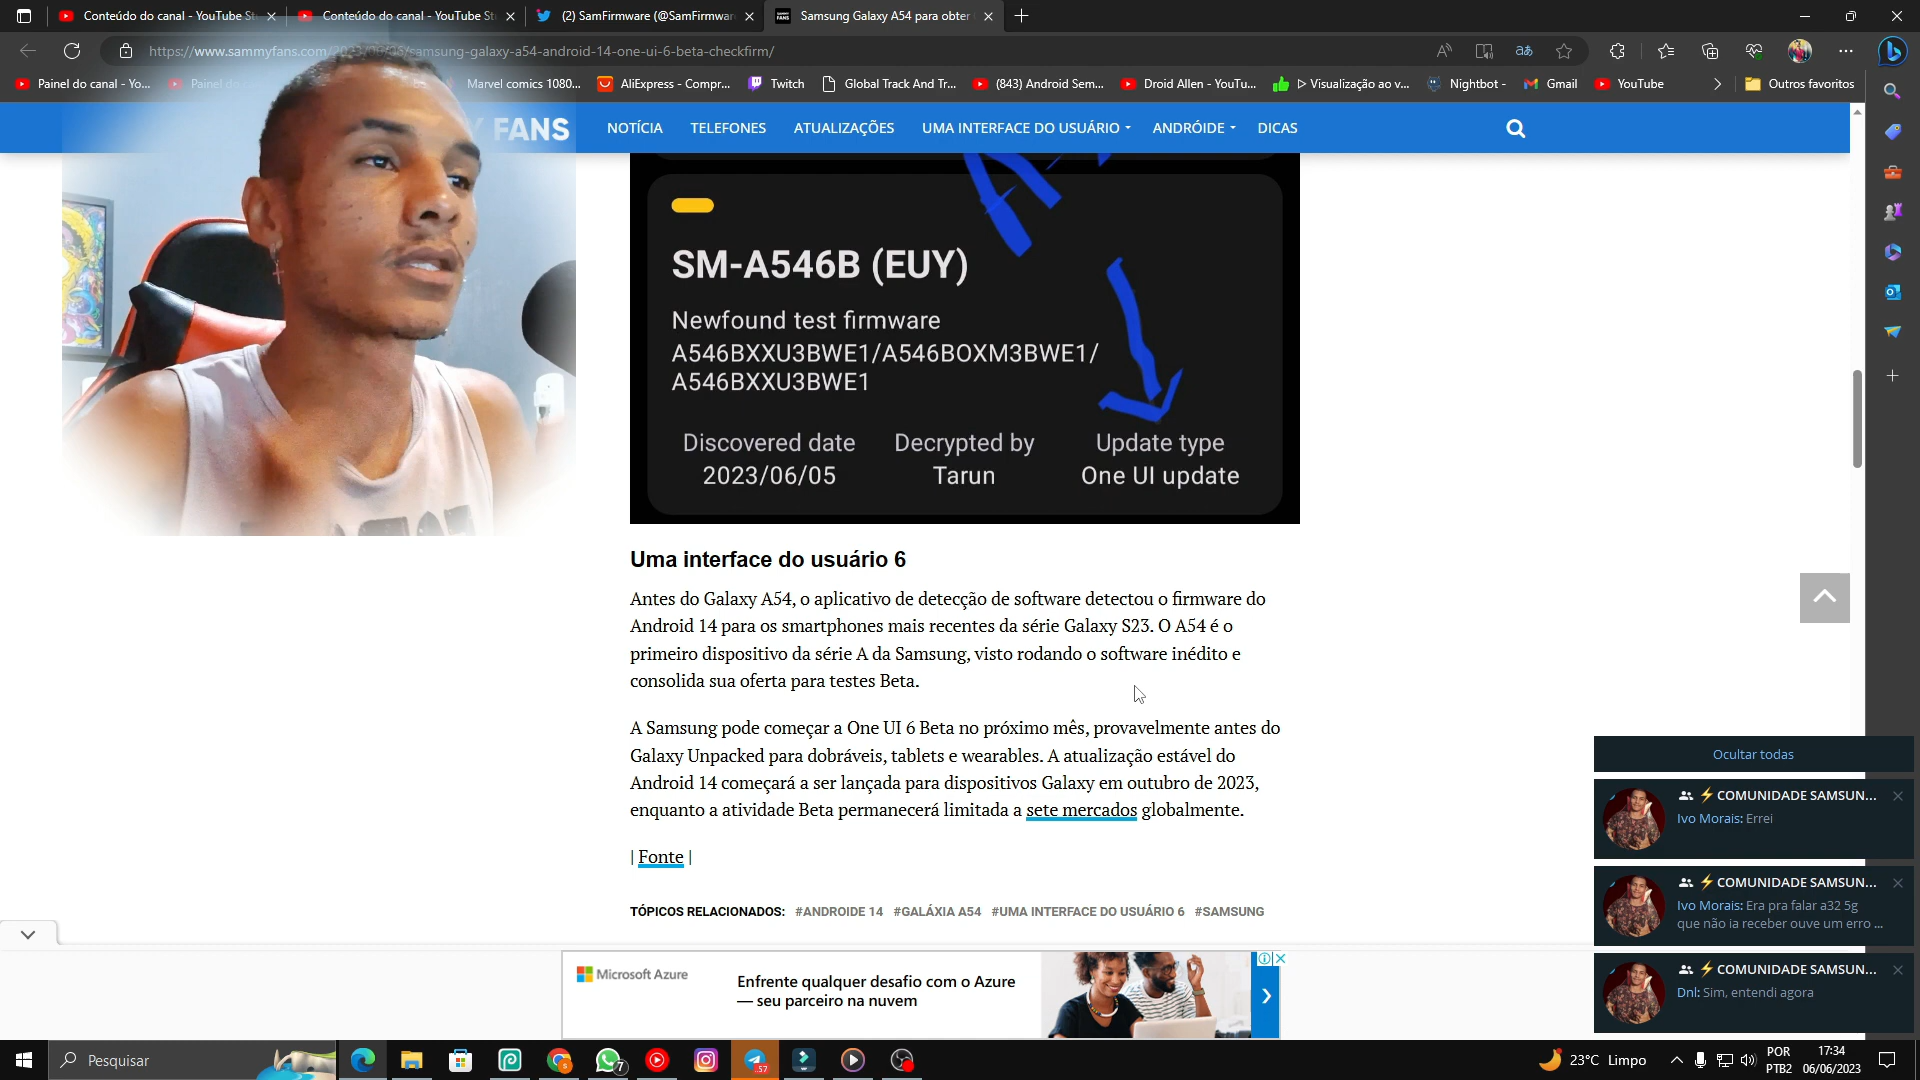 Conteúdo do canal - YouTube St
Conteúdo do canal - YouTube St
(2) SamFirmware (@SamFirmwar
Samsung Galaxy A54 para obter
https://www.sammyfans.com/2023/06/06/samsung-galaxy-a54-android-14-one-ui-6-beta-checkfirm/
Painel do canal - Yo...
Painel do
Marvel comics 1080...
AliExpress - Compr...
Twitch
Global Track And Tr...
(843) Android Sem...
Droid Allen - YouTu...
▷ Visualização ao v...
Nightbot -
Gmail
YouTube
Outros favoritos
Y FANS
NOTÍCIA
TELEFONES
ATUALIZAÇÕES
UMA INTERFACE DO USUÁRIO
ANDRÓIDE
DICAS
SM-A546B (EUY)
Newfound test firmware
A546BXXU3BWE1/A546BOXM3BWE1/
A546BXXU3BWE1
Discovered date
Decrypted by
Update type
2023/06/05
Tarun
One UI update
Uma interface do usuário 6
Antes do Galaxy A54, o aplicativo de detecção de software detectou o firmware do
Android 14 para os smartphones mais recentes da série Galaxy S23. O A54 é o
primeiro dispositivo da série A da Samsung, visto rodando o software inédito e
consolida sua oferta para testes Beta.
A Samsung pode começar a One UI 6 Beta no próximo mês, provavelmente antes do
Galaxy Unpacked para dobráveis, tablets e wearables. A atualização estável do
Android 14 começará a ser lançada para dispositivos Galaxy em outubro de 2023,
enquanto a atividade Beta permanecerá limitada a sete mercados globalmente.
| Fonte |
TÓPICOS RELACIONADOS: #ANDROIDE 14 #GALÁXIA A54 #UMA INTERFACE DO USUÁRIO 6 #SAMSUNG
Ocultar todas
⚡COMUNIDADE SAMSUN...
Ivo Morais: Errei
⚡COMUNIDADE SAMSUN...
Ivo Morais: Era pra falar a32 5g
que não ia receber ouve um erro ...
⚡COMUNIDADE SAMSUN...
Dnl: Sim, entendi agora
Microsoft Azure
Enfrente qualquer desafio com o Azure
— seu parceiro na nuvem
Pesquisar
7
57
23°C Limpo
POR
PTB2
17:34
06/06/2023